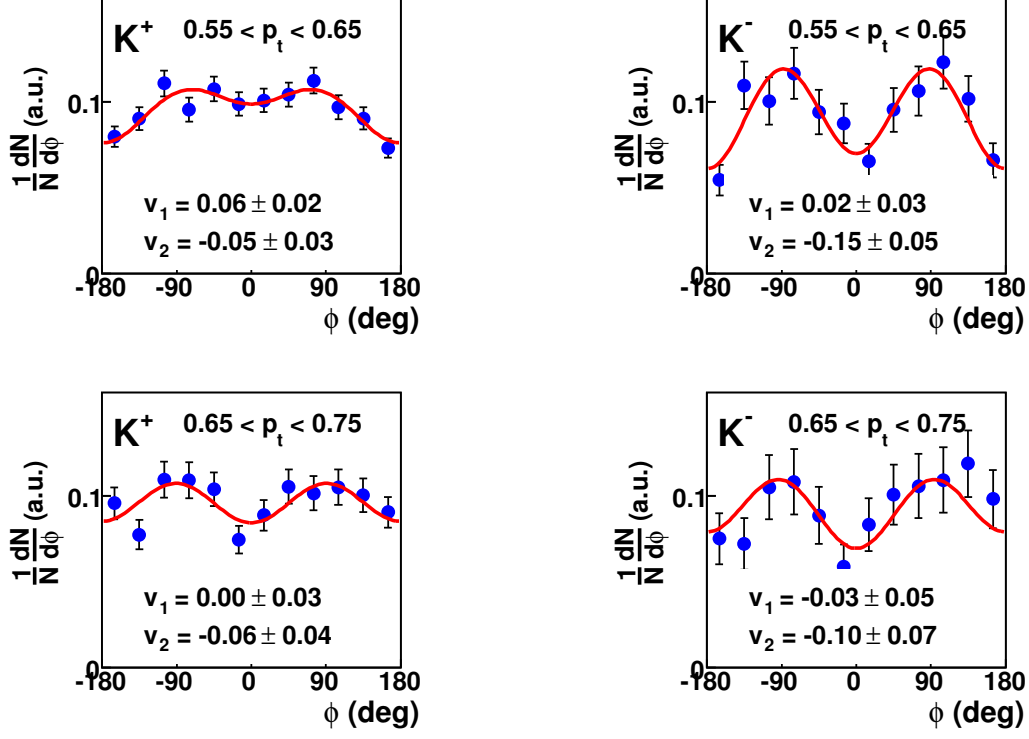 K+ 0.55 < pt < 0.65
1/N dN/dϕ (a.u.)
0.1
v1 = 0.06 ± 0.02
v2 = -0.05 ± 0.03
0
-180 -90 0 90 180
ϕ (deg)
K- 0.55 < pt < 0.65
1/N dN/dϕ (a.u.)
0.1
v1 = 0.02 ± 0.03
v2 = -0.15 ± 0.05
0
-180 -90 0 90 180
ϕ (deg)
K+ 0.65 < pt < 0.75
1/N dN/dϕ (a.u.)
0.1
v1 = 0.00 ± 0.03
v2 = -0.06 ± 0.04
0
-180 -90 0 90 180
ϕ (deg)
K- 0.65 < pt < 0.75
1/N dN/dϕ (a.u.)
0.1
v1 = -0.03 ± 0.05
v2 = -0.10 ± 0.07
0
-180 -90 0 90 180
ϕ (deg)